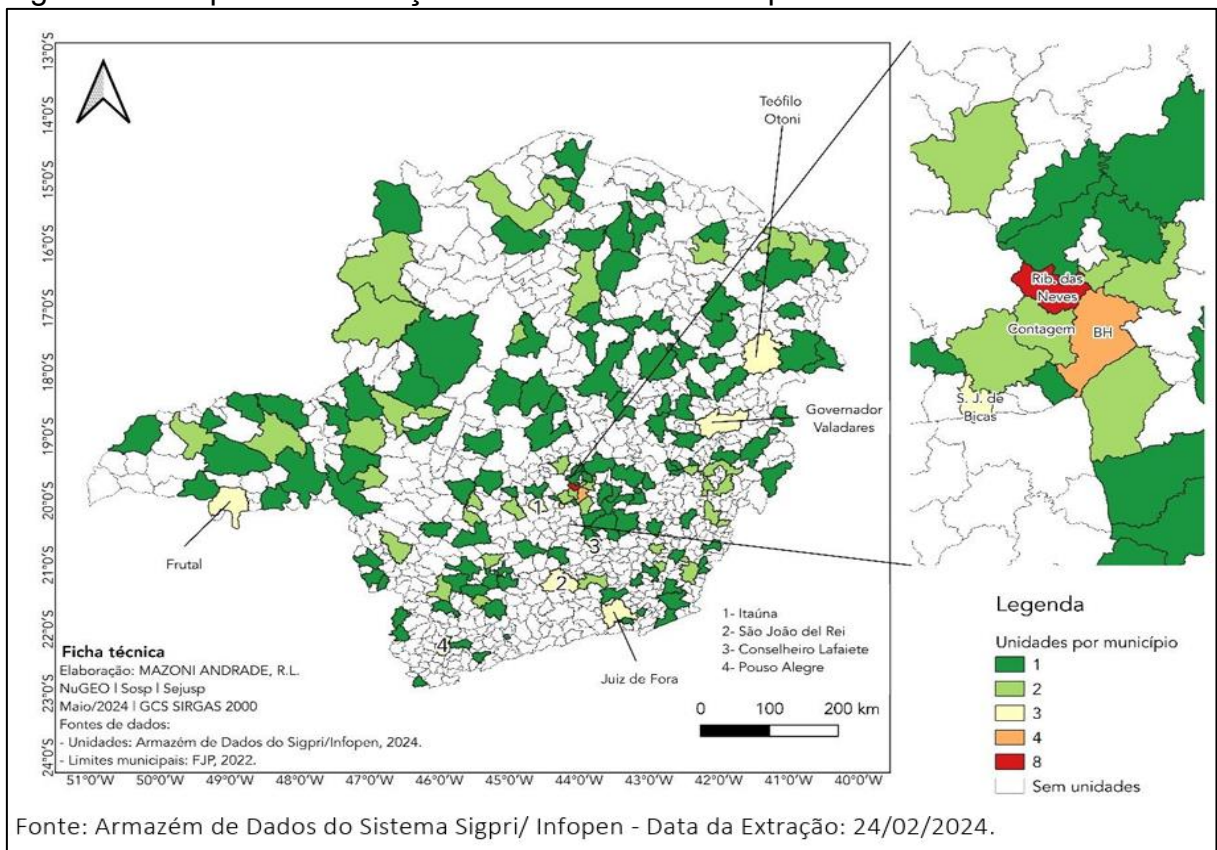 13°0'S
14°0'S
15°0'S
16°0'S
17°0'S
18°0'S
19°0'S
20°0'S
21°0'S
22°0'S
23°0'S
24°0'S
Teófilo
Otoni
Governador
Valadares
Frutal
Juiz de Fora
1
2
3
4
1- Itaúna
2- São João del Rei
3- Conselheiro Lafaiete
4- Pouso Alegre
0 100 200 km
Ficha técnica
Elaboração: MAZONI ANDRADE, R.L.
NuGEO I Sosp I Sejusp
Maio/2024 I GCS SIRGAS 2000
Fontes de dados:
- Unidades: Armazém de Dados do Sigpri/Infopen, 2024.
- Limites municipais: FJP, 2022.
51°0'W 50°0'W 49°0'W 48°0'W 47°0'W 46°0'W 45°0'W 44°0'W 43°0'W 42°0'W 41°0'W 40°0'W
Rib. das
Neves
Contagem
BH
S. J. de
Bicas
Legenda
Unidades por município
1
2
3
4
8
Sem unidades
Fonte: Armazém de Dados do Sistema Sigpri/ Infopen - Data da Extração: 24/02/2024.